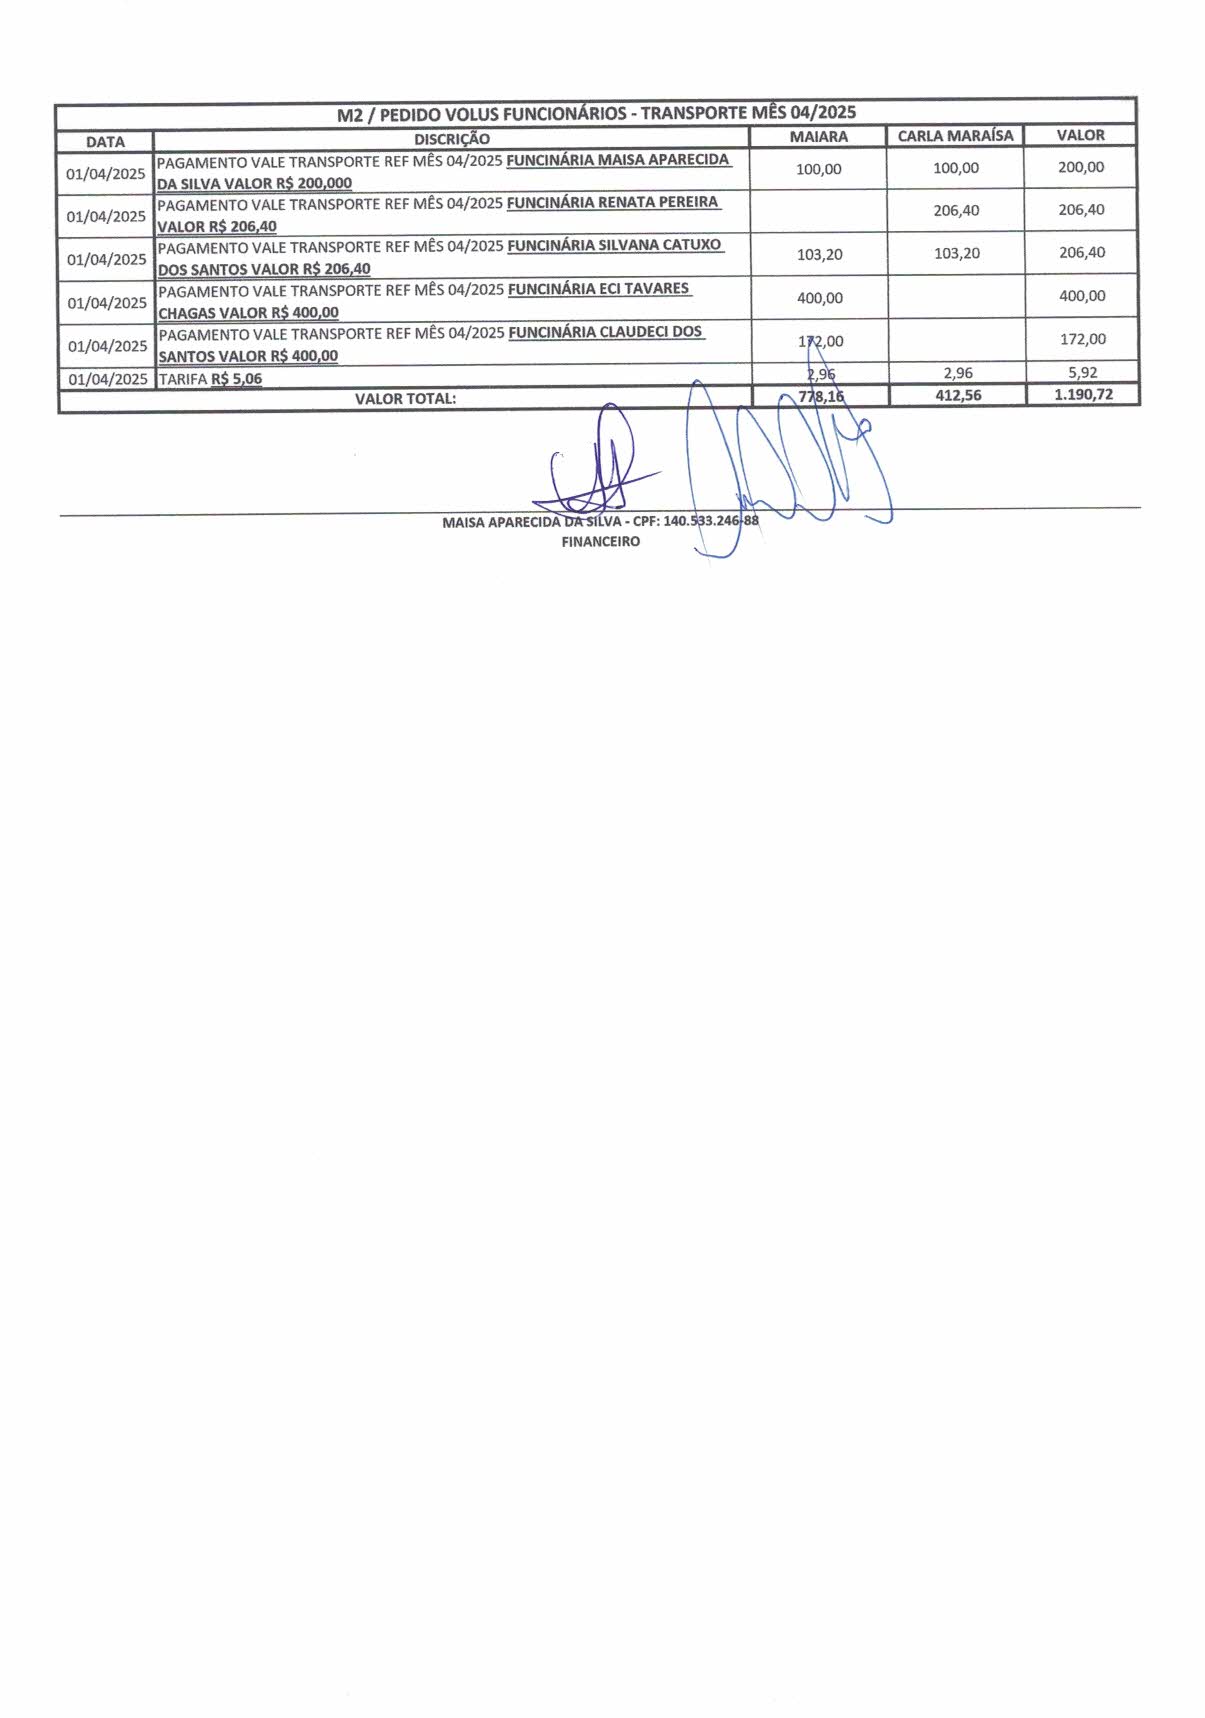 M2 / PEDIDO VOLUS FUNCIONÁRIOS - TRANSPORTE MÊS 04/2025
DATA DISCRIÇÃO MAIARA CARLA MARAÍSA VALOR
01/04/2025 PAGAMENTO VALE TRANSPORTE REF MÊS 04/2025 FUNCINÁRIA MAISA APARECIDA
DA SILVA VALOR R$ 200,000 100,00 100,00 200,00
01/04/2025 PAGAMENTO VALE TRANSPORTE REF MÊS 04/2025 FUNCINÁRIA RENATA PEREIRA
VALOR R$ 206,40 206,40 206,40
01/04/2025 PAGAMENTO VALE TRANSPORTE REF MÊS 04/2025 FUNCINÁRIA SILVANA CATUXO
DOS SANTOS VALOR R$ 206,40 103,20 103,20 206,40
01/04/2025 PAGAMENTO VALE TRANSPORTE REF MÊS 04/2025 FUNCINÁRIA ECI TAVARES
CHAGAS VALOR R$ 400,00 400,00 400,00
01/04/2025 PAGAMENTO VALE TRANSPORTE REF MÊS 04/2025 FUNCINÁRIA CLAUDECI DOS
SANTOS VALOR R$ 400,00 172,00 172,00
01/04/2025 TARIFA R$ 5,06 2,96 2,96 5,92
VALOR TOTAL: 778,16 412,56 1.190,72
MAISA APARECIDA DA SILVA - CPF: 140.533.246-88
FINANCEIRO